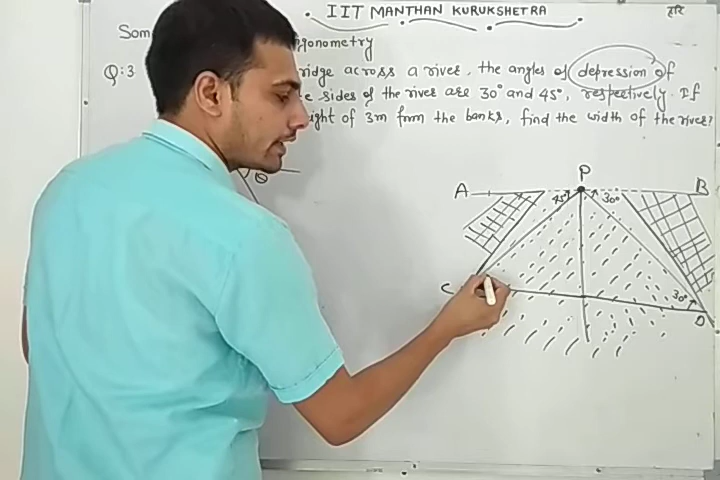 IIT MANTHAN KURUKSHETRA
हरि
Som
gonometry
Q:3
ridge across a river, the angles of depression of
e sides of the river are 30° and 45°, respectively. If
ight of 3m from the banks, find the width of the river?
θ
P
A
B
45°
30°
C
30°
D